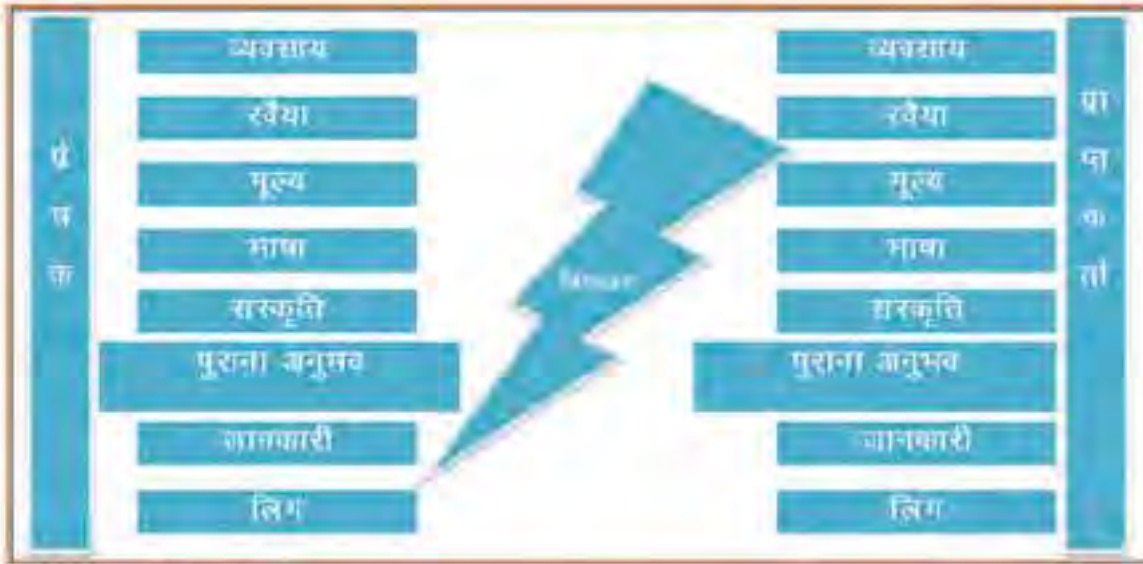 प्रेषक
व्यवसाय
रवैया
मूल्य
भाषा
संस्कृति
पुराना अनुभव
जानकारी
लिंग
व्यवसाय
रवैया
मूल्य
भाषा
संस्कृति
पुराना अनुभव
जानकारी
लिंग
प्राप्तकर्ता